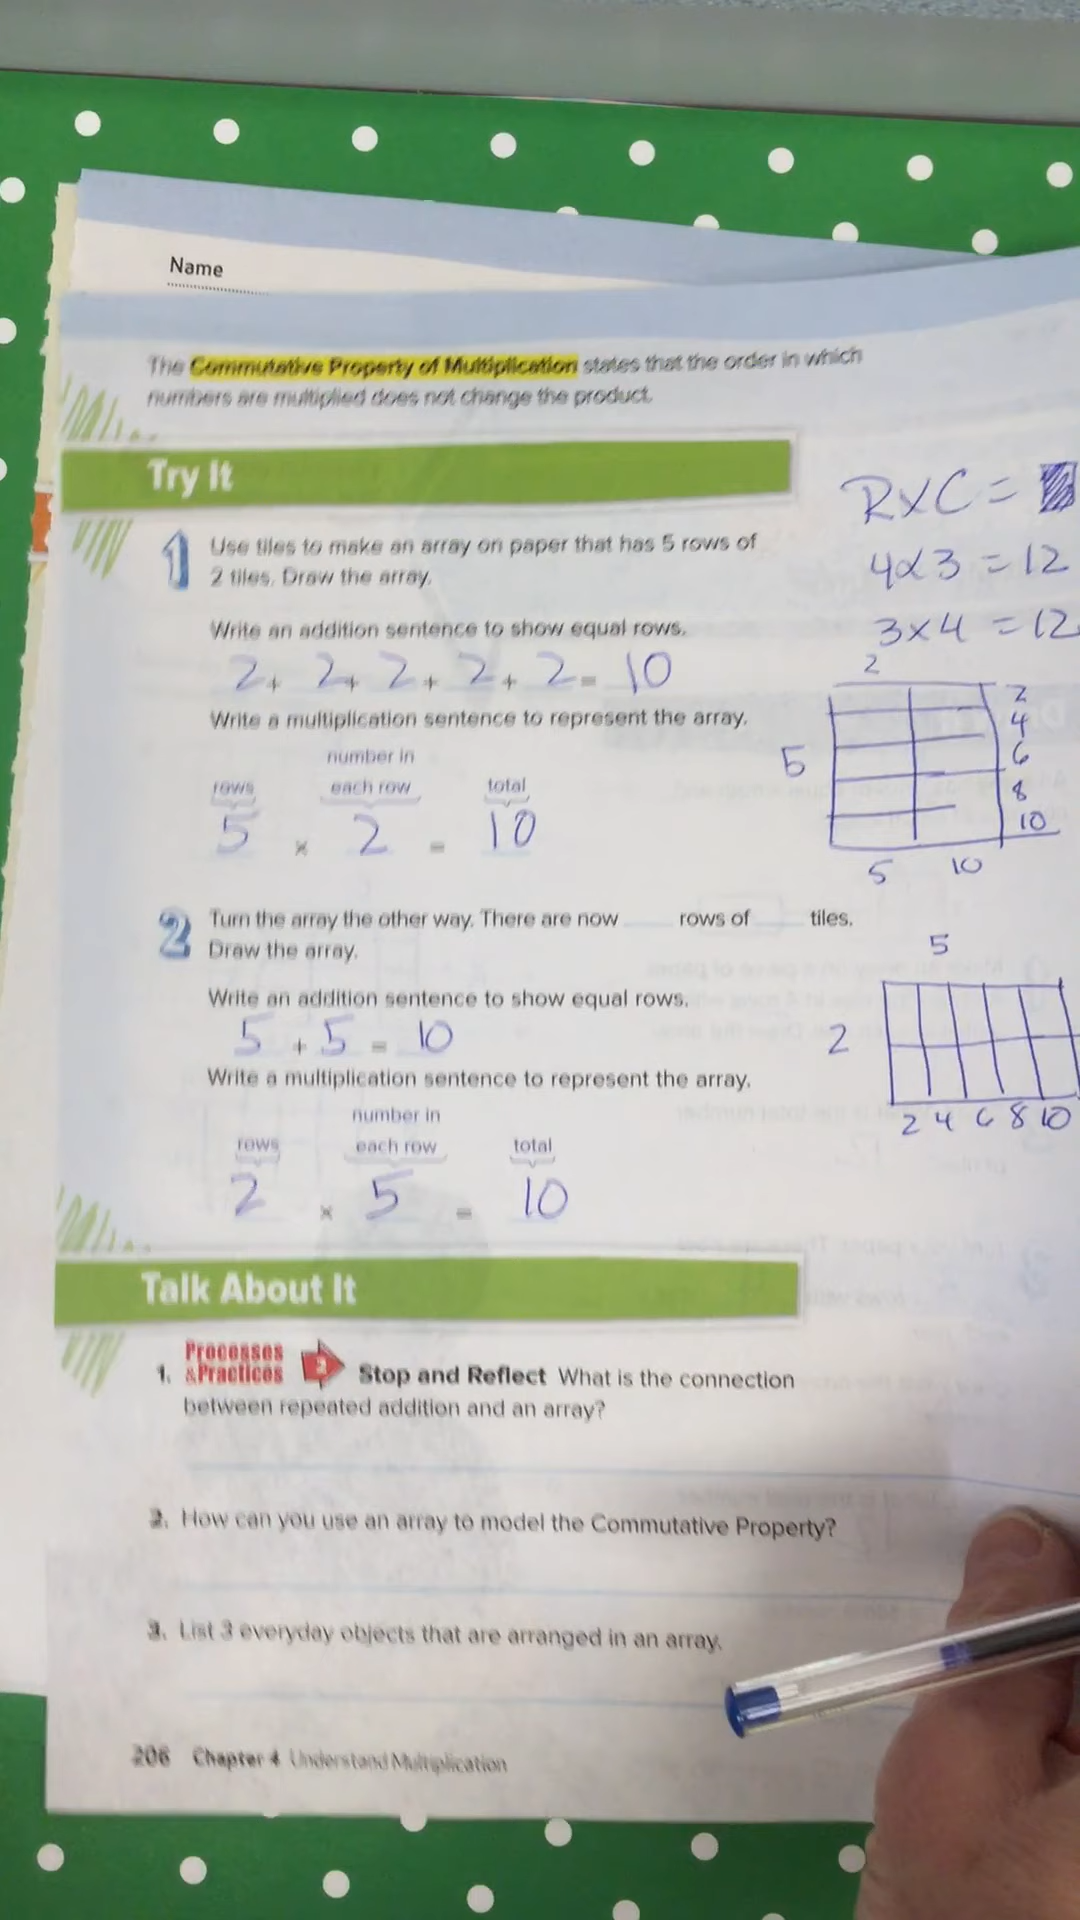 Name
The Commutative Property of Multiplication states that the order in which
numbers are multiplied does not change the product.
Try It
R x C =
4 x 3 = 12
3 x 4 = 12
1 Use tiles to make an array on paper that has 5 rows of
2 tiles. Draw the array.
Write an addition sentence to show equal rows.
2 + 2 + 2 + 2 + 2 = 10
Write a multiplication sentence to represent the array.
number in
rows each row total
5 x 2 = 10
2
5
2
4
6
8
10
5 10
2 Turn the array the other way. There are now ___ rows of ___ tiles.
Draw the array.
Write an addition sentence to show equal rows.
5 + 5 = 10
Write a multiplication sentence to represent the array.
number in
rows each row total
2 x 5 = 10
5
2
2 4 6 8 10
Talk About It
1. Processes & Practices 3 Stop and Reflect What is the connection
between repeated addition and an array?
2. How can you use an array to model the Commutative Property?
3. List 3 everyday objects that are arranged in an array.
206 Chapter 4 Understand Multiplication